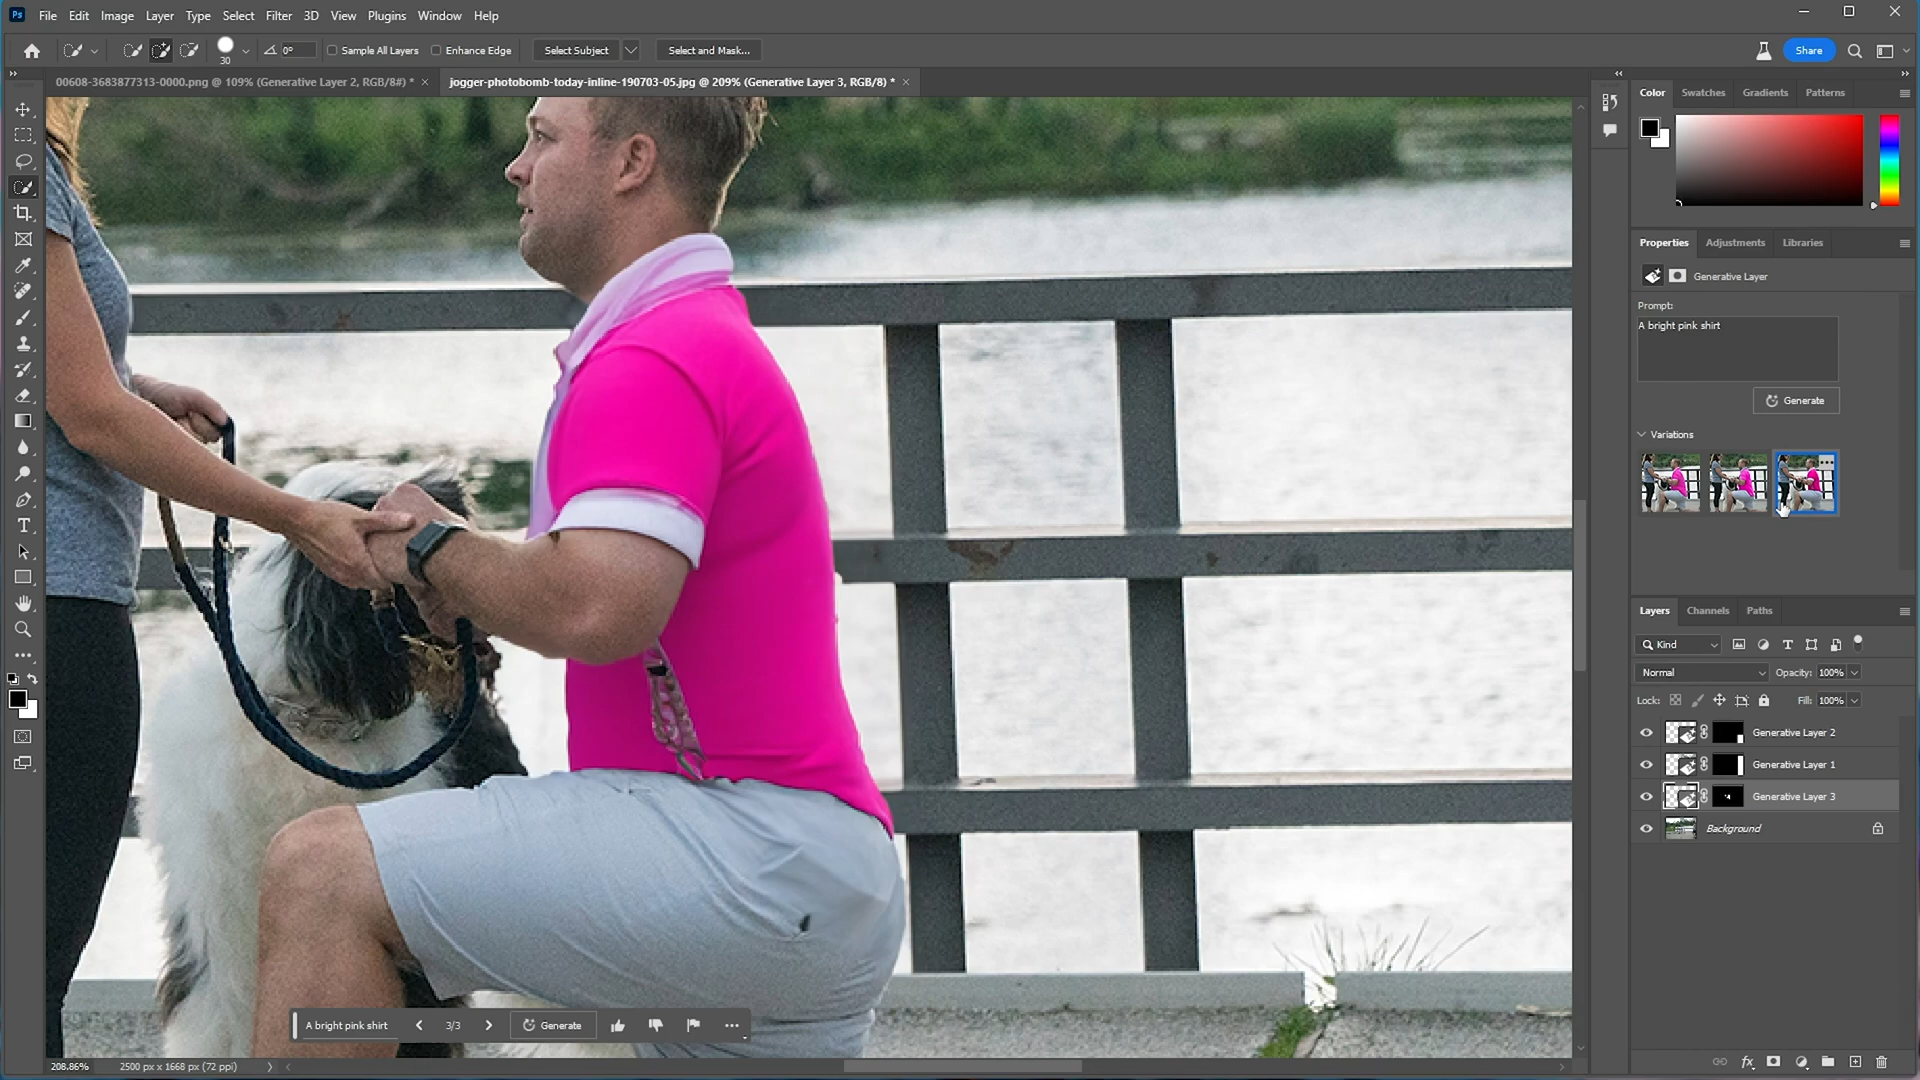 Ps File Edit Image Layer Type Select Filter 3D View Plugins Window Help
30 0° Sample All Layers Enhance Edge Select Subject Select and Mask... Share
00608-3683877313-0000.png @ 109% (Generative Layer 2, RGB/8#) * × jogger-photobomb-today-inline-190703-05.jpg @ 209% (Generative Layer 3, RGB/8) * ×
Color Swatches Gradients Patterns
Properties Adjustments Libraries
Generative Layer
Prompt:
A bright pink shirt
Generate
Variations
Layers Channels Paths
Kind
Normal Opacity: 100%
Lock: Fill: 100%
Generative Layer 2
Generative Layer 1
Generative Layer 3
Background
A bright pink shirt 3/3 Generate
208.86% 2500 px x 1668 px (72 ppi)
fx